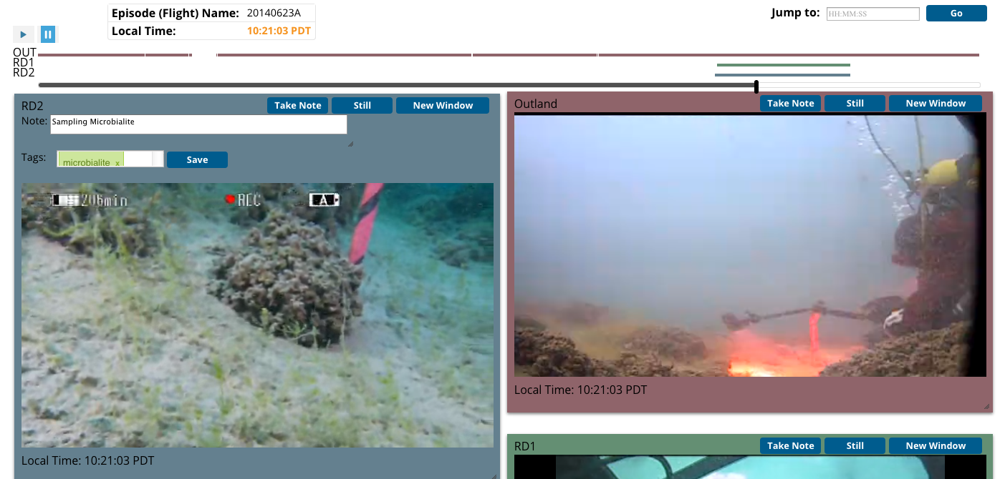 Episode (Flight) Name: 20140623A
Local Time: 10:21:03 PDT
Jump to: HH:MM:SS Go
OUT
RD1
RD2
RD2 Take Note Still New Window
Note: Sampling Microbialite
Tags: microbialite x Save
206min REC A
Local Time: 10:21:03 PDT
Outland Take Note Still New Window
Local Time: 10:21:03 PDT
RD1 Take Note Still New Window